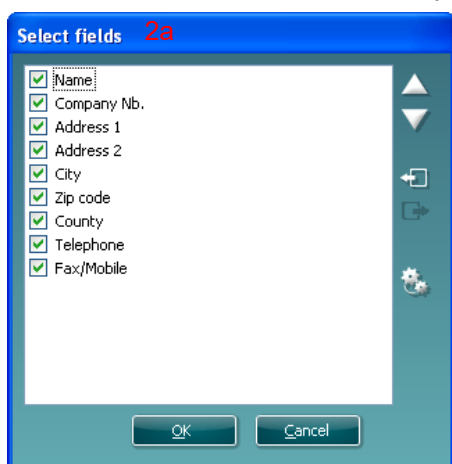 Select fields 2a
Name
Company Nb.
Address 1
Address 2
City
Zip code
County
Telephone
Fax/Mobile
OK Cancel